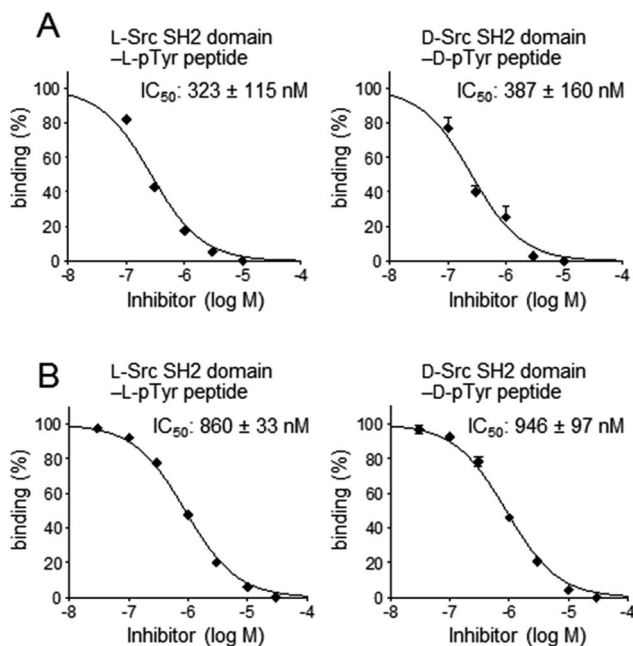 A
L-Src SH2 domain
–L-pTyr peptide
IC50: 323 ± 115 nM
100
80
60
40
20
0
binding (%)
-8 -7 -6 -5 -4
Inhibitor (log M)
D-Src SH2 domain
–D-pTyr peptide
IC50: 387 ± 160 nM
100
80
60
40
20
0
binding (%)
-8 -7 -6 -5 -4
Inhibitor (log M)
B
L-Src SH2 domain
–L-pTyr peptide
IC50: 860 ± 33 nM
100
80
60
40
20
0
binding (%)
-8 -7 -6 -5 -4
Inhibitor (log M)
D-Src SH2 domain
–D-pTyr peptide
IC50: 946 ± 97 nM
100
80
60
40
20
0
binding (%)
-8 -7 -6 -5 -4
Inhibitor (log M)